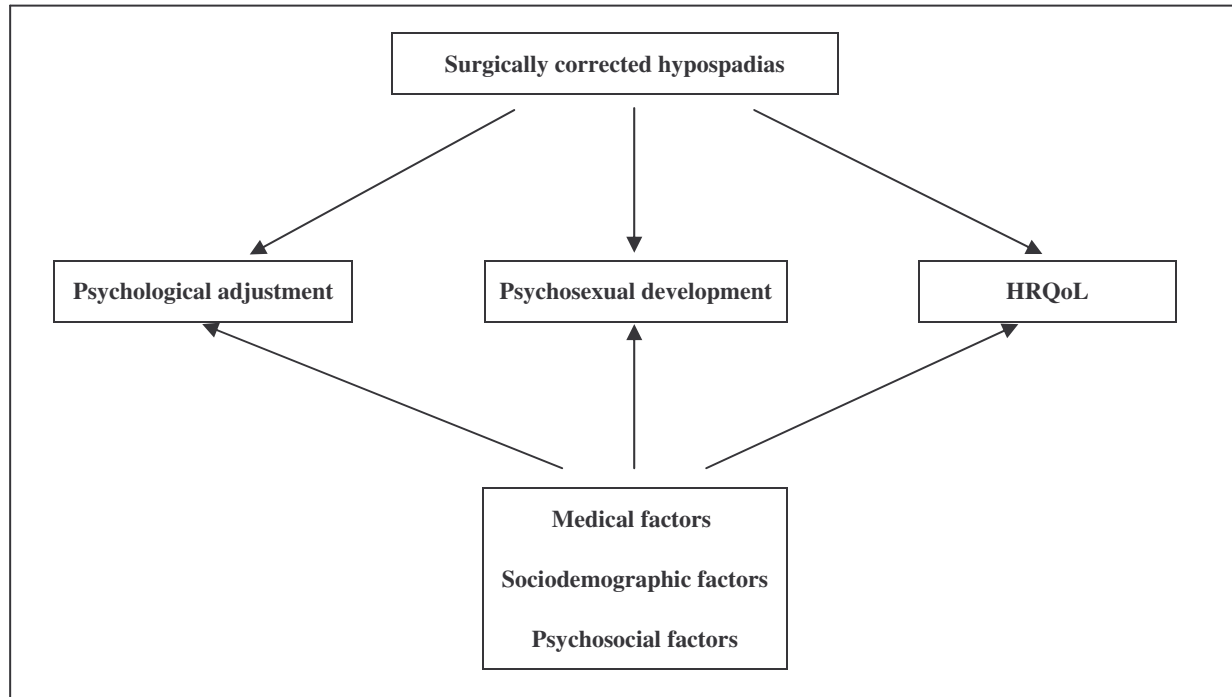 Surgically corrected hypospadias
Psychological adjustment
Psychosexual development
HRQoL
Medical factors
Sociodemographic factors
Psychosocial factors